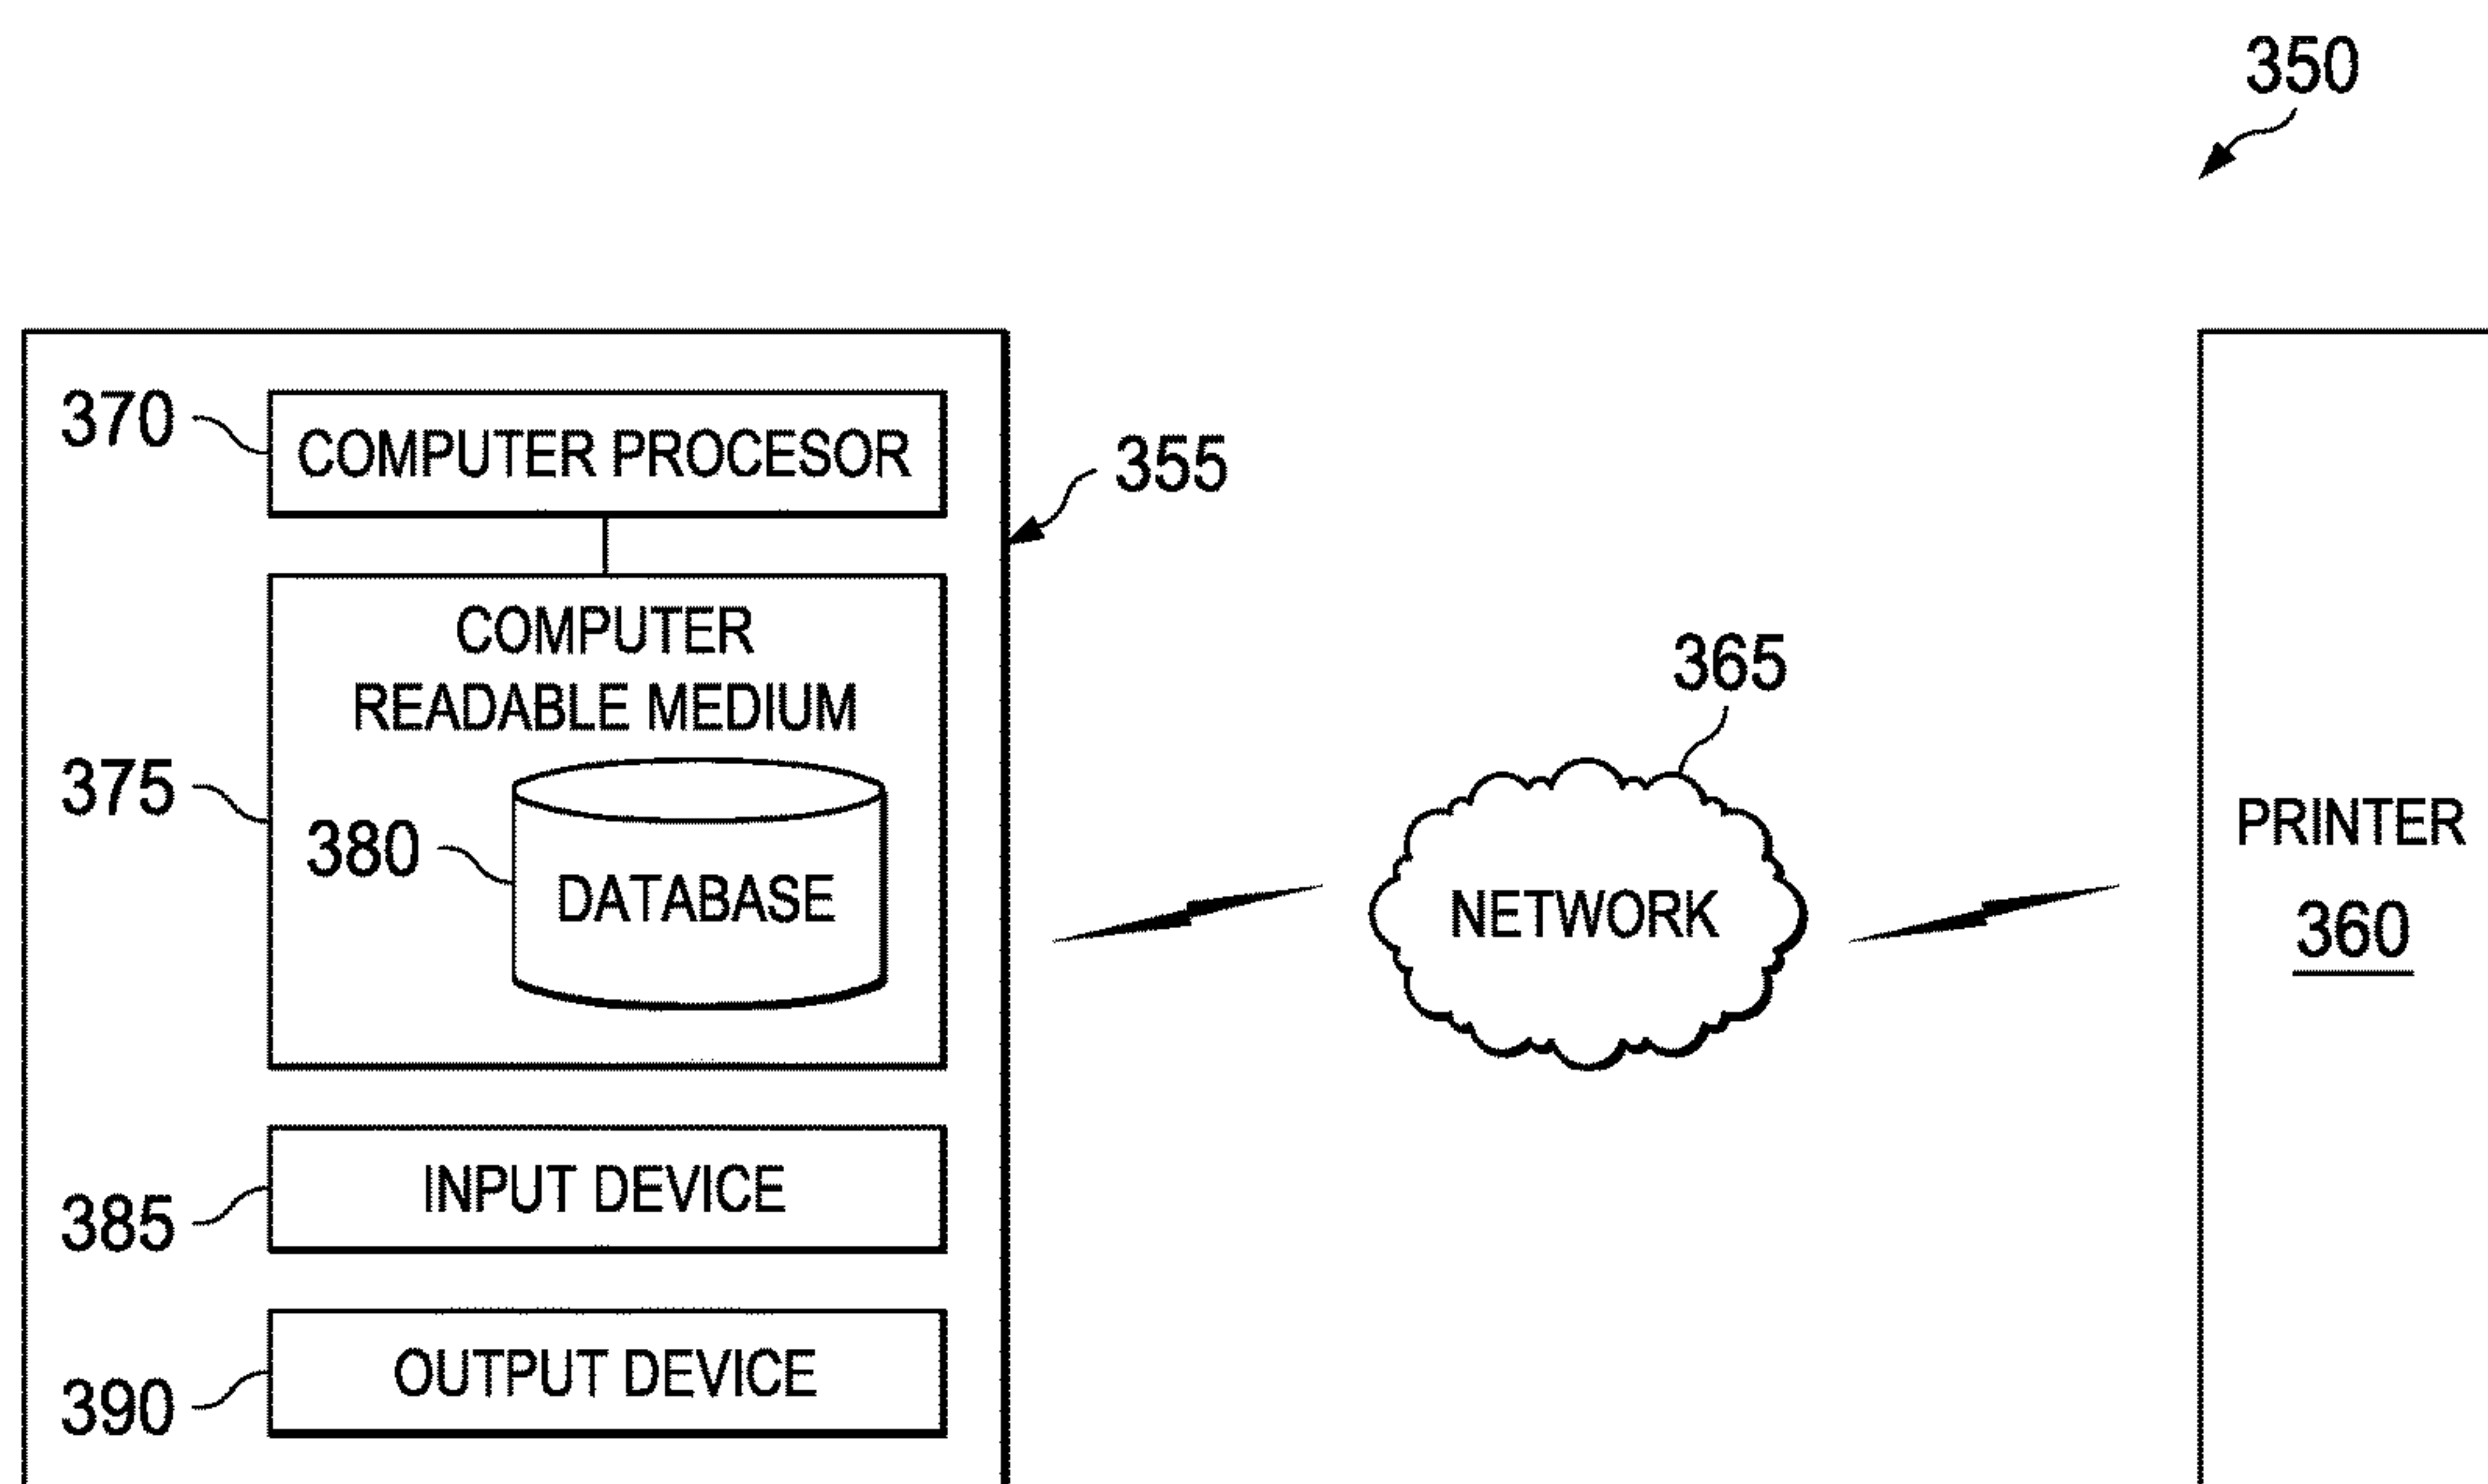 350
370
COMPUTER PROCESOR
355
COMPUTER
READABLE MEDIUM
375
380
DATABASE
365
NETWORK
PRINTER
360
385
INPUT DEVICE
390
OUTPUT DEVICE